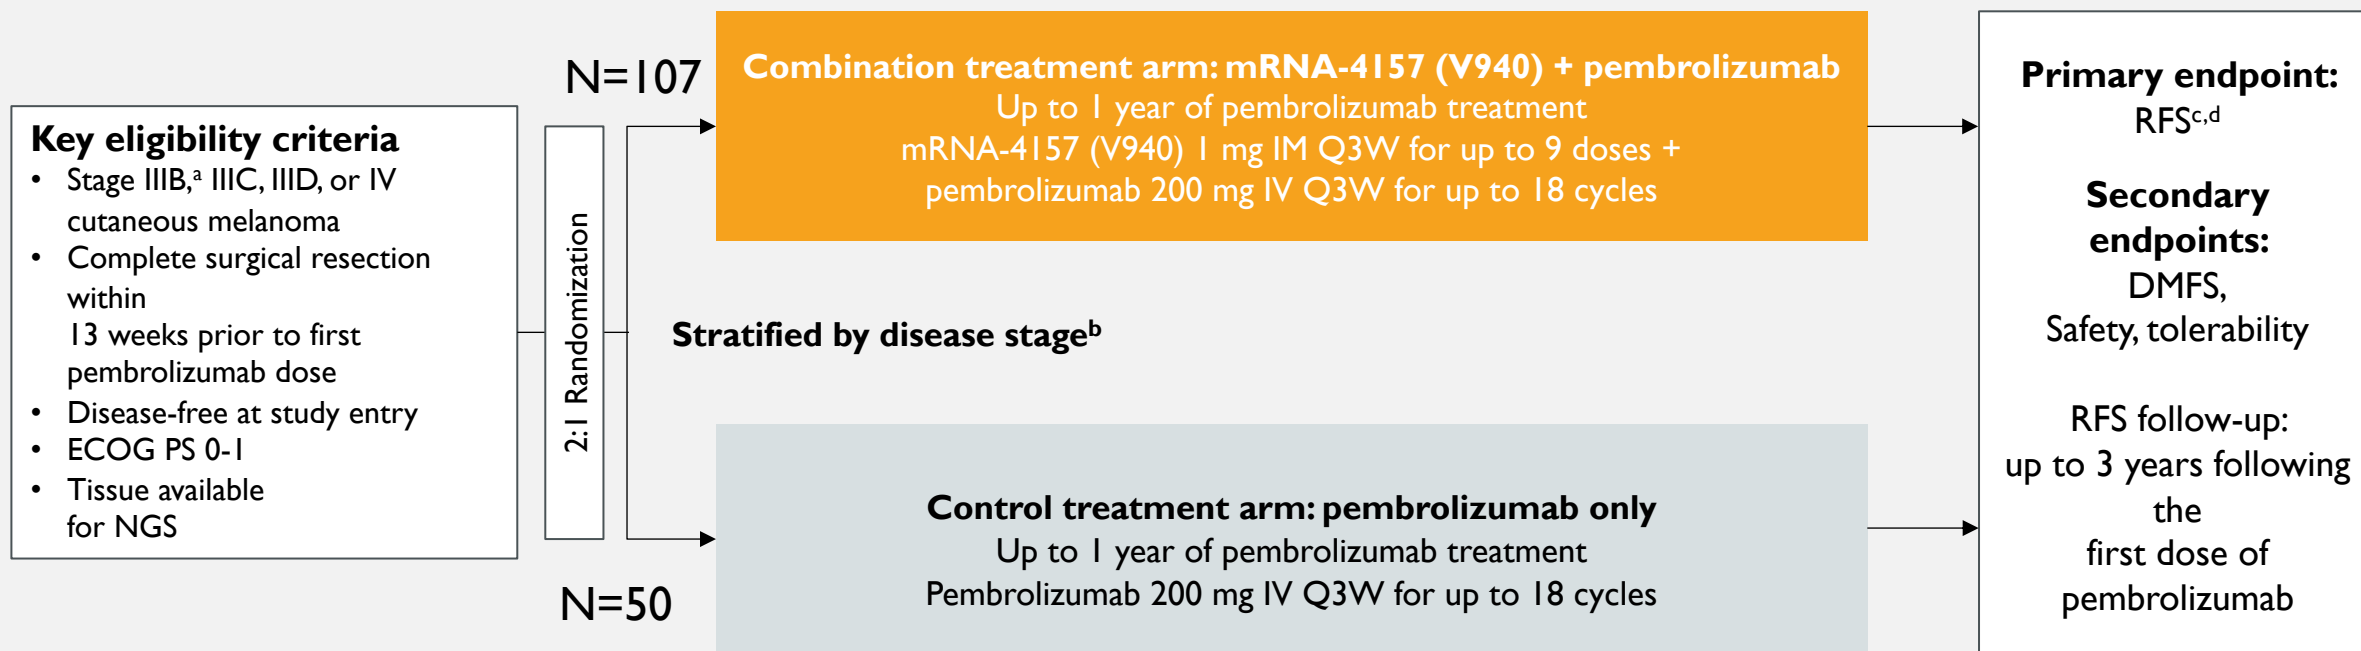 Key eligibility criteria
• Stage IIIB,ᵃ IIIC, IIID, or IV
cutaneous melanoma
• Complete surgical resection
within
13 weeks prior to first
pembrolizumab dose
• Disease-free at study entry
• ECOG PS 0-1
• Tissue available
for NGS
2:1 Randomization
N=107
Combination treatment arm: mRNA-4157 (V940) + pembrolizumab
Up to 1 year of pembrolizumab treatment
mRNA-4157 (V940) 1 mg IM Q3W for up to 9 doses +
pembrolizumab 200 mg IV Q3W for up to 18 cycles
Stratified by disease stageᵇ
N=50
Control treatment arm: pembrolizumab only
Up to 1 year of pembrolizumab treatment
Pembrolizumab 200 mg IV Q3W for up to 18 cycles
Primary endpoint:
RFSᶜ,ᵈ
Secondary
endpoints:
DMFS,
Safety, tolerability
RFS follow-up:
up to 3 years following
the
first dose of
pembrolizumab